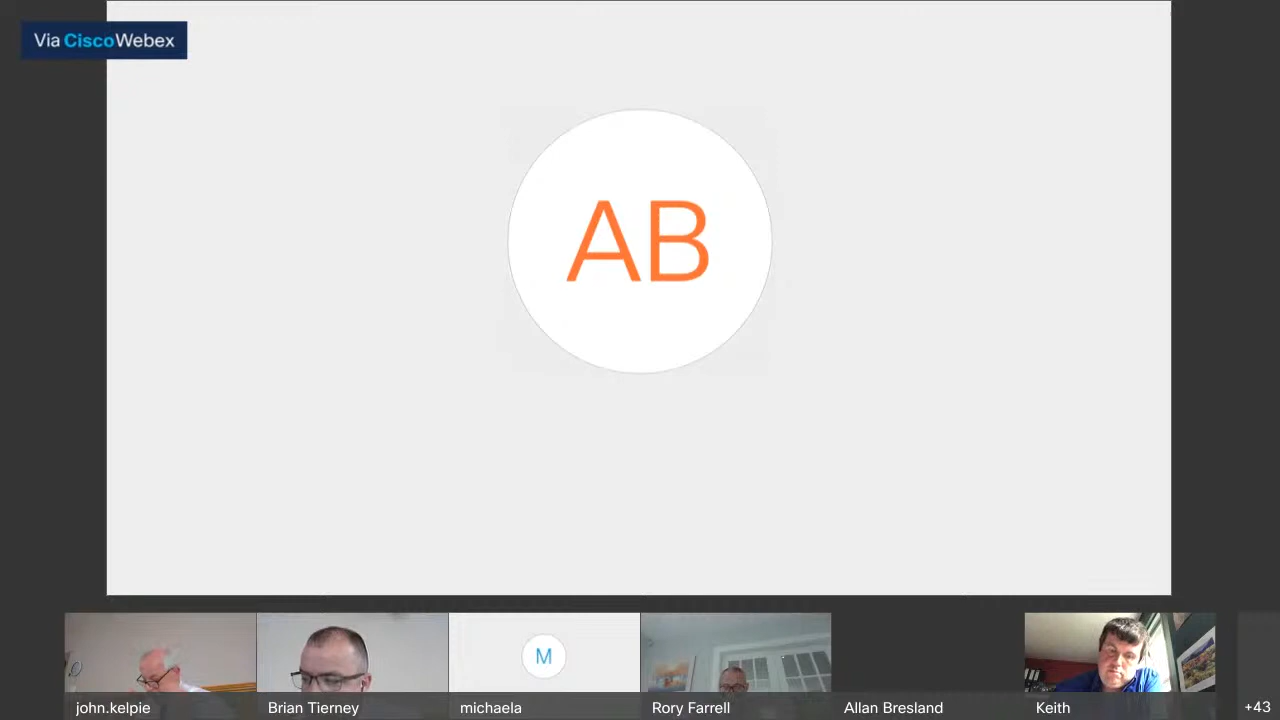 Via Cisco Webex
AB
M
john.kelpie
Brian Tierney
michaela
Rory Farrell
Allan Bresland
Keith
+43